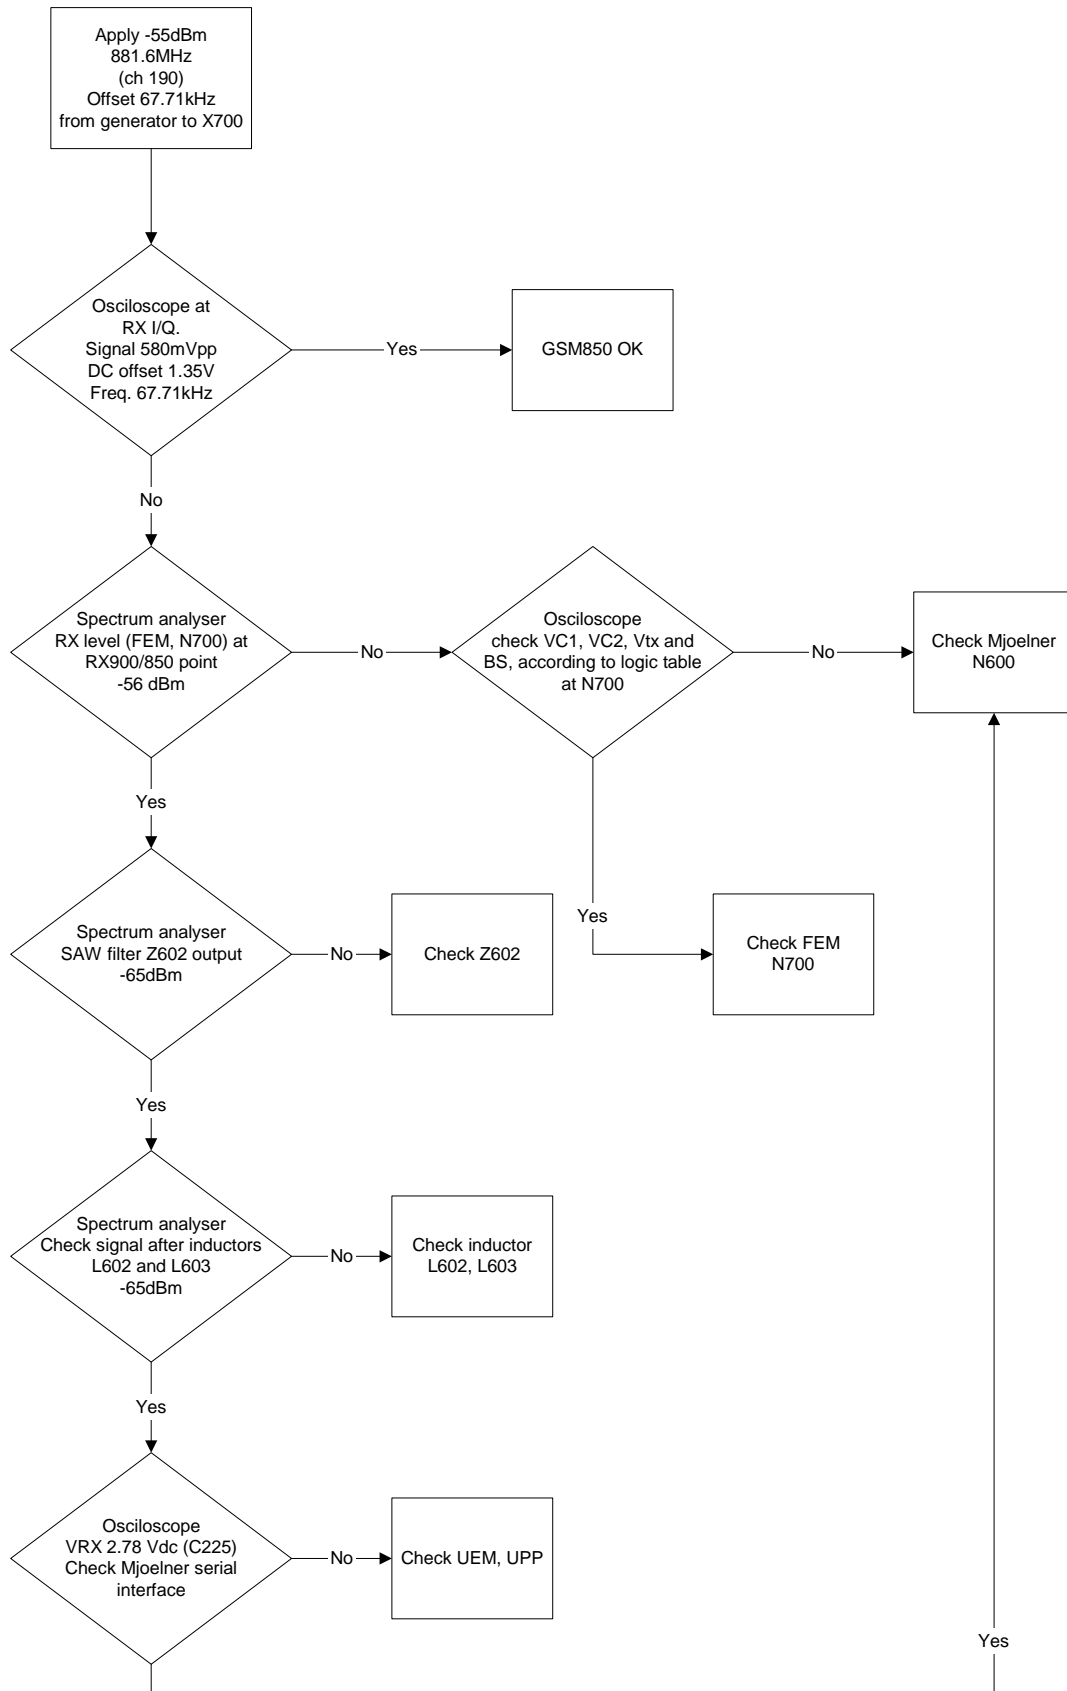 Apply -55dBm
881.6MHz
(ch 190)
Offset 67.71kHz
from generator to X700
Osciloscope at
RX I/Q.
Signal 580mVpp
DC offset 1.35V
Freq. 67.71kHz
Yes
GSM850 OK
No
Spectrum analyser
RX level (FEM, N700) at
RX900/850 point
-56 dBm
No
Osciloscope
check VC1, VC2, Vtx and
BS, according to logic table
at N700
No
Check Mjoelner
N600
Yes
Yes
Check FEM
N700
Spectrum analyser
SAW filter Z602 output
-65dBm
No
Check Z602
Yes
Spectrum analyser
Check signal after inductors
L602 and L603
-65dBm
No
Check inductor
L602, L603
Yes
Osciloscope
VRX 2.78 Vdc (C225)
Check Mjoelner serial
interface
No
Check UEM, UPP
Yes